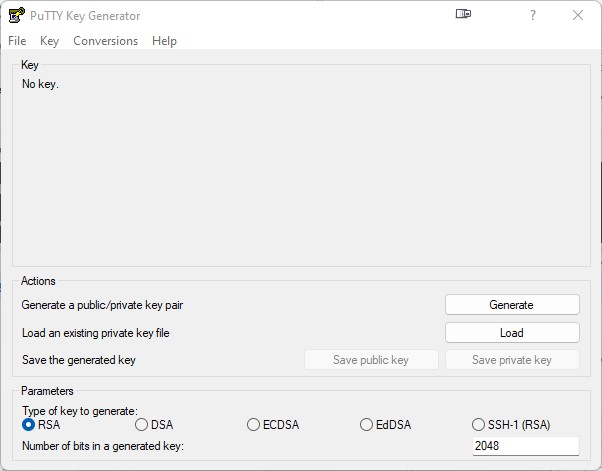 PuTTY Key Generator
?
File Key Conversions Help
Key
No key.
Actions
Generate a public/private key pair Generate
Load an existing private key file Load
Save the generated key Save public key Save private key
Parameters
Type of key to generate:
RSA DSA ECDSA EdDSA SSH-1 (RSA)
Number of bits in a generated key: 2048